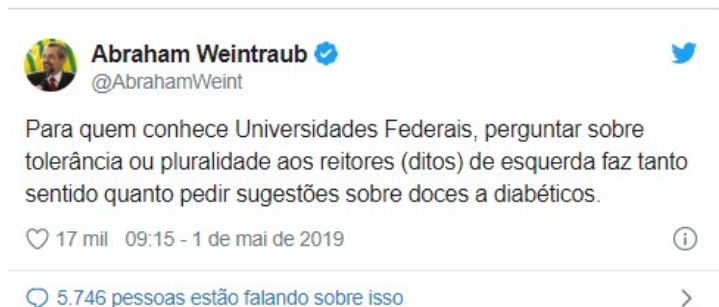 Abraham Weintraub
@AbrahamWeint
Para quem conhece Universidades Federais, perguntar sobre
tolerância ou pluralidade aos reitores (ditos) de esquerda faz tanto
sentido quanto pedir sugestões sobre doces a diabéticos.
17 mil 09:15 - 1 de mai de 2019
5.746 pessoas estão falando sobre isso